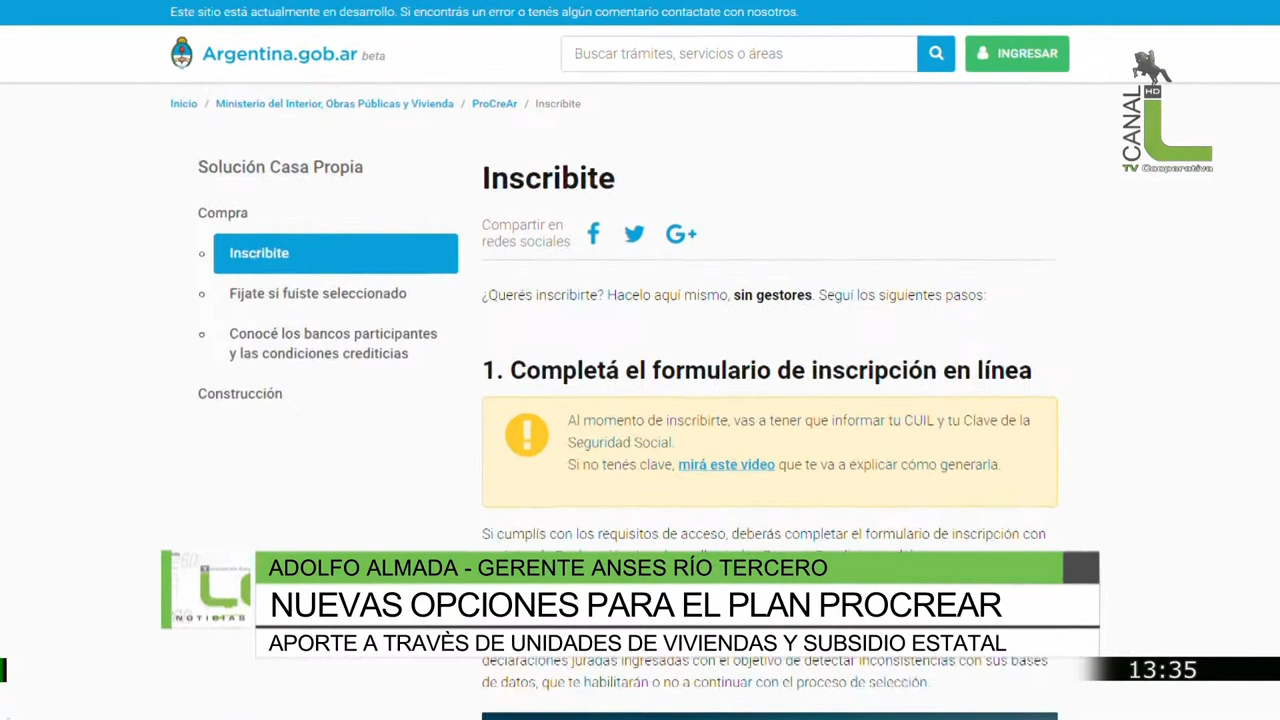 Este sitio está actualmente en desarrollo. Si encontrás un error o tenés algún comentario contactate con nosotros.
Argentina.gob.ar beta
Buscar trámites, servicios o áreas
INGRESAR
CANAL
HD
TV Cooperativa
Inicio / Ministerio del Interior, Obras Públicas y Vivienda / ProCreAr / Inscribite
Solución Casa Propia
Compra
Inscribite
Fijate si fuiste seleccionado
Conocé los bancos participantes
y las condiciones crediticias
Construcción
Inscribite
Compartir en
redes sociales
¿Querés inscribirte? Hacelo aquí mismo, sin gestores. Seguí los siguientes pasos:
1. Completá el formulario de inscripción en línea
Al momento de inscribirte, vas a tener que informar tu CUIL y tu Clave de la
Seguridad Social.
Si no tenés clave, mirá este video que te va a explicar cómo generarla.
Si cumplís con los requisitos de acceso, deberás completar el formulario de inscripción con
ADOLFO ALMADA - GERENTE ANSES RÍO TERCERO
NUEVAS OPCIONES PARA EL PLAN PROCREAR
NOTICIAS
APORTE A TRAVÈS DE UNIDADES DE VIVIENDAS Y SUBSIDIO ESTATAL
declaraciones juradas ingresadas con el objetivo de detectar inconsistencias con sus bases
de datos, que te habilitarán o no a continuar con el proceso de selección.
13:35